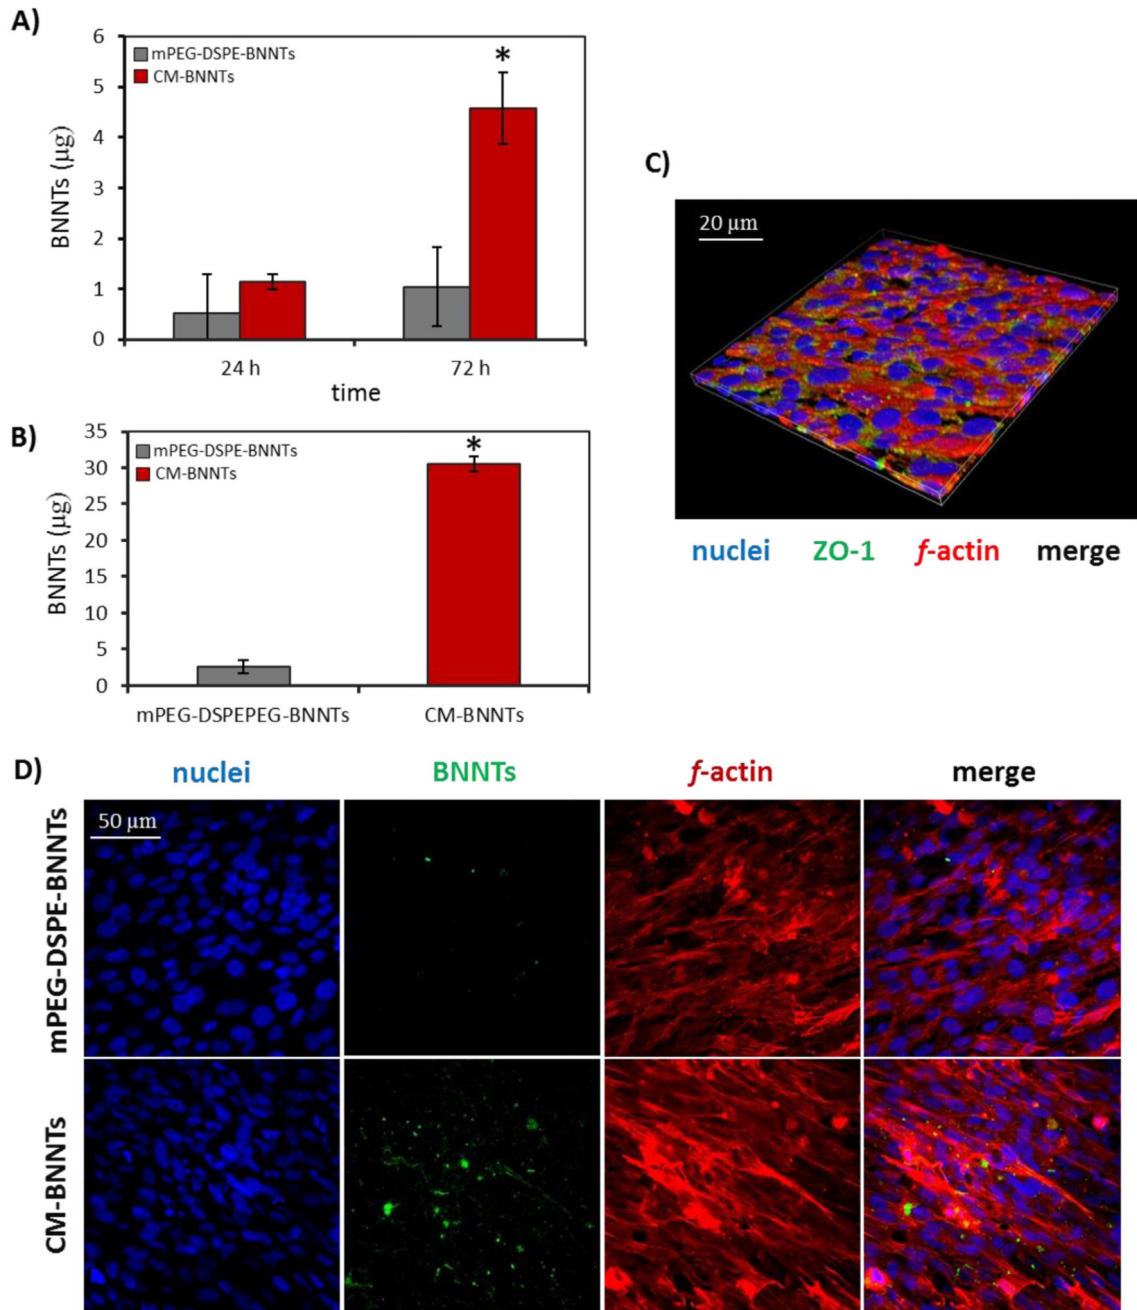 A)
6
5
4
3
2
1
0
BNNTs (µg)
mPEG-DSPE-BNNTs
CM-BNNTs
*
24 h
72 h
time
B)
35
30
25
20
15
10
5
0
BNNTs (µg)
mPEG-DSPE-BNNTs
CM-BNNTs
*
mPEG-DSPEPEG-BNNTs
CM-BNNTs
C)
20 µm
nuclei ZO-1 f-actin merge
D)
nuclei BNNTs f-actin merge
mPEG-DSPE-BNNTs
50 µm
CM-BNNTs